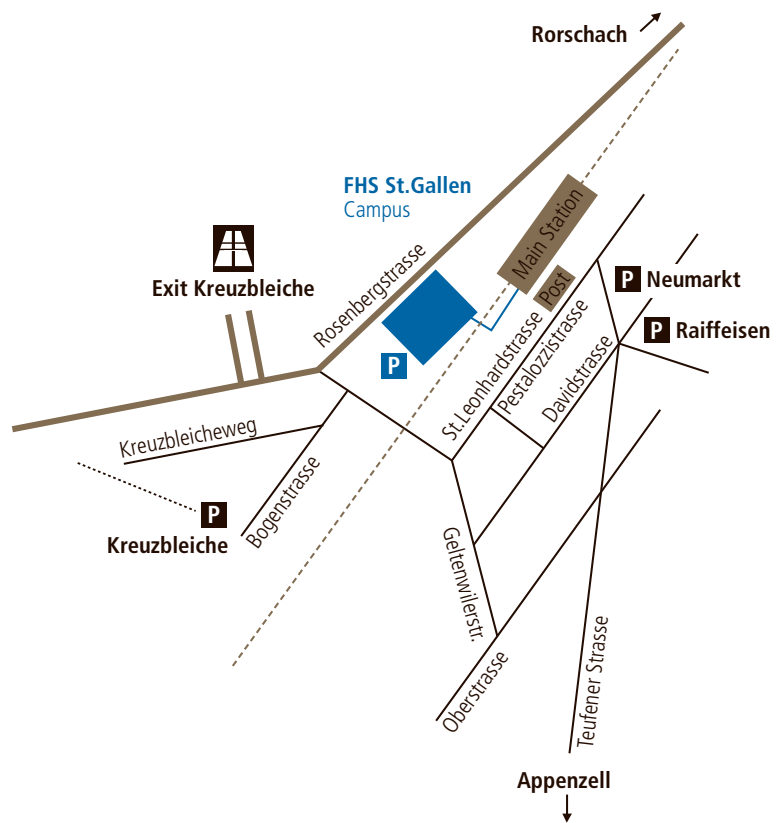 Rorschach
FHS St.Gallen
Campus
Main Station
Exit Kreuzbleiche
Rosenbergstrasse
Post
P Neumarkt
P Raiffeisen
P
St.Leonhardstrasse
Pestalozzistrasse
Davidstrasse
Kreuzbleicheweg
P
Kreuzbleiche
Bogenstrasse
Geltenwilerstr.
Oberstrasse
Teufener Strasse
Appenzell